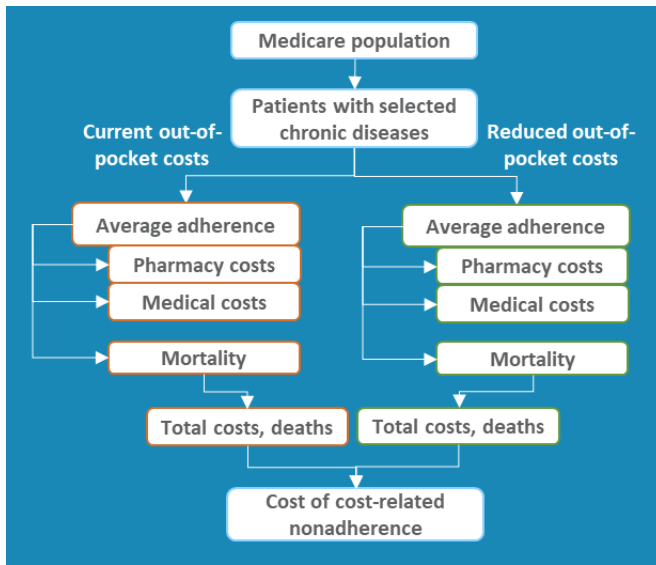 Medicare population
Patients with selected
chronic diseases
Current out-of-
pocket costs
Reduced out-of-
pocket costs
Average adherence
Pharmacy costs
Medical costs
Mortality
Total costs, deaths
Average adherence
Pharmacy costs
Medical costs
Mortality
Total costs, deaths
Cost of cost-related
nonadherence